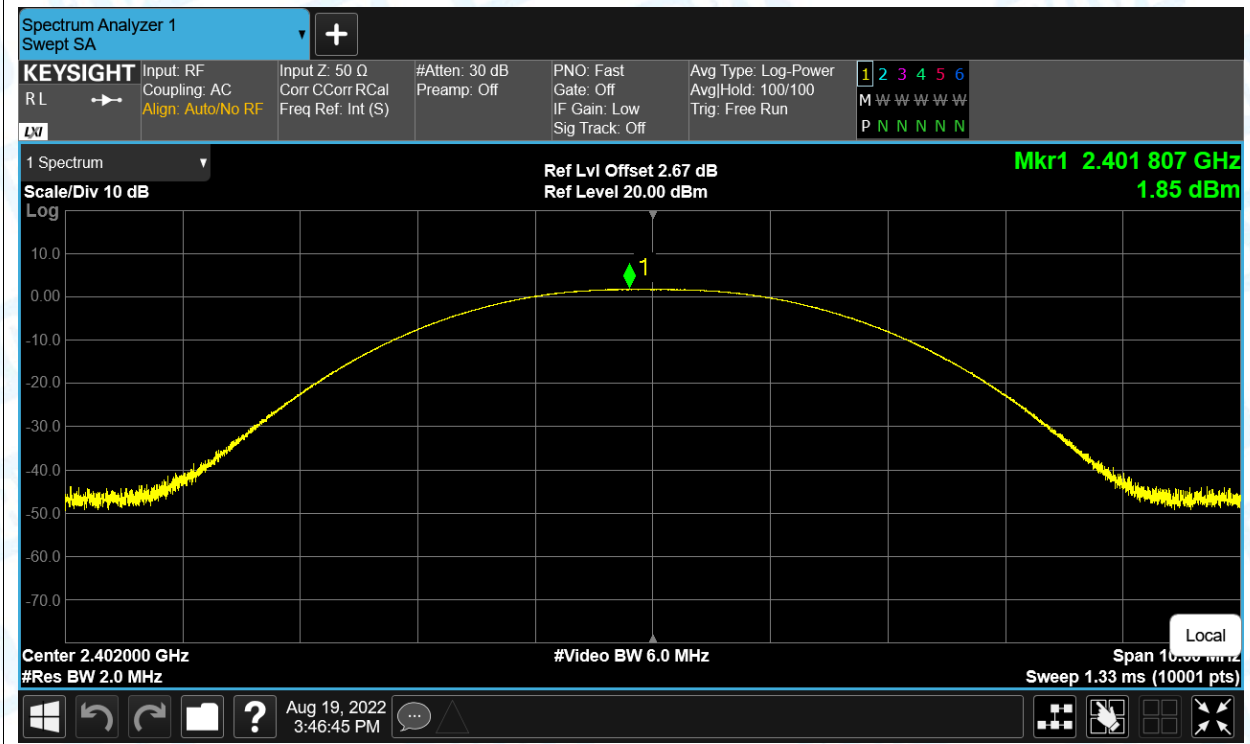 Spectrum Analyzer 1
Swept SA
+
KEYSIGHT
R L
LXI
Input: RF
Coupling: AC
Align: Auto/No RF
Input Z: 50 Ω
Corr CCorr RCal
Freq Ref: Int (S)
#Atten: 30 dB
Preamp: Off
PNO: Fast
Gate: Off
IF Gain: Low
Sig Track: Off
Avg Type: Log-Power
Avg|Hold: 100/100
Trig: Free Run
1 2 3 4 5 6
M W W W W W
P N N N N N
1 Spectrum
Scale/Div 10 dB
Log
Ref Lvl Offset 2.67 dB
Ref Level 20.00 dBm
Mkr1 2.401 807 GHz
1.85 dBm
10.0
0.00
-10.0
-20.0
-30.0
-40.0
-50.0
-60.0
-70.0
1
Local
Center 2.402000 GHz
#Res BW 2.0 MHz
#Video BW 6.0 MHz
Span 10.00 MHz
Sweep 1.33 ms (10001 pts)
?
Aug 19, 2022
3:46:45 PM